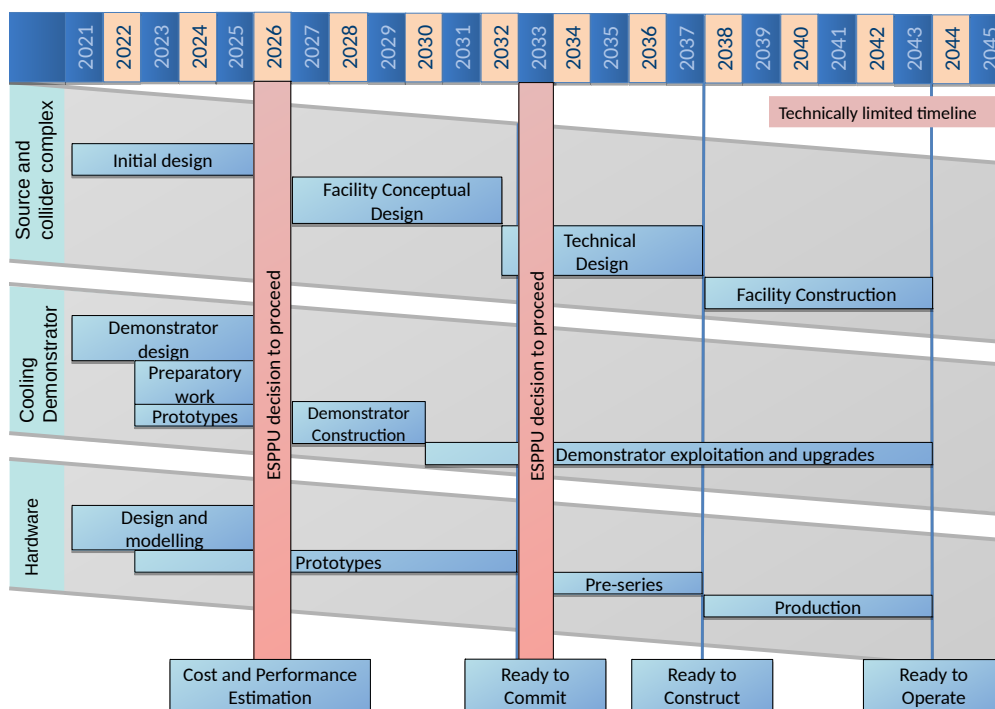 2021 2022 2023 2024 2025 2026 2027 2028 2029 2030 2031 2032 2033 2034 2035 2036 2037 2038 2039 2040 2041 2042 2043 2044 2045
Technically limited timeline
Source and
collider complex
Initial design
Facility Conceptual
Design
Technical
Design
Facility Construction
ESPPU decision to proceed
ESPPU decision to proceed
Cooling
Demonstrator
Demonstrator
design
Preparatory
work
Prototypes
Demonstrator
Construction
Demonstrator exploitation and upgrades
Hardware
Design and
modelling
Prototypes
Pre-series
Production
Cost and Performance
Estimation
Ready to
Commit
Ready to
Construct
Ready to
Operate